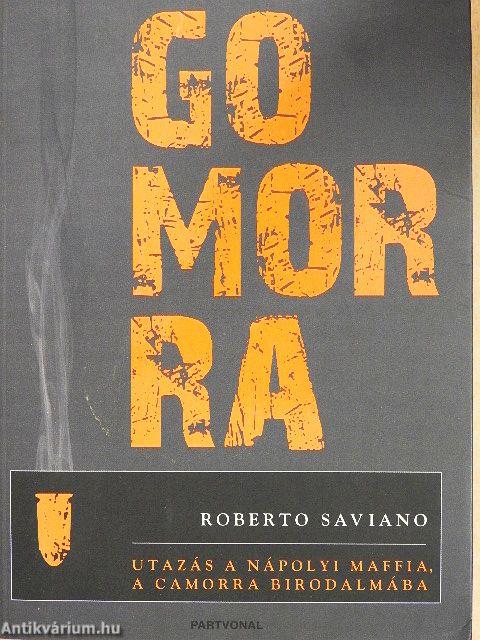 GO
MOR
RA
ROBERTO SAVIANO
UTAZÁS A NÁPOLYI MAFFIA,
A CAMORRA BIRODALMÁBA
PARTVONAL
Antikvárium.hu